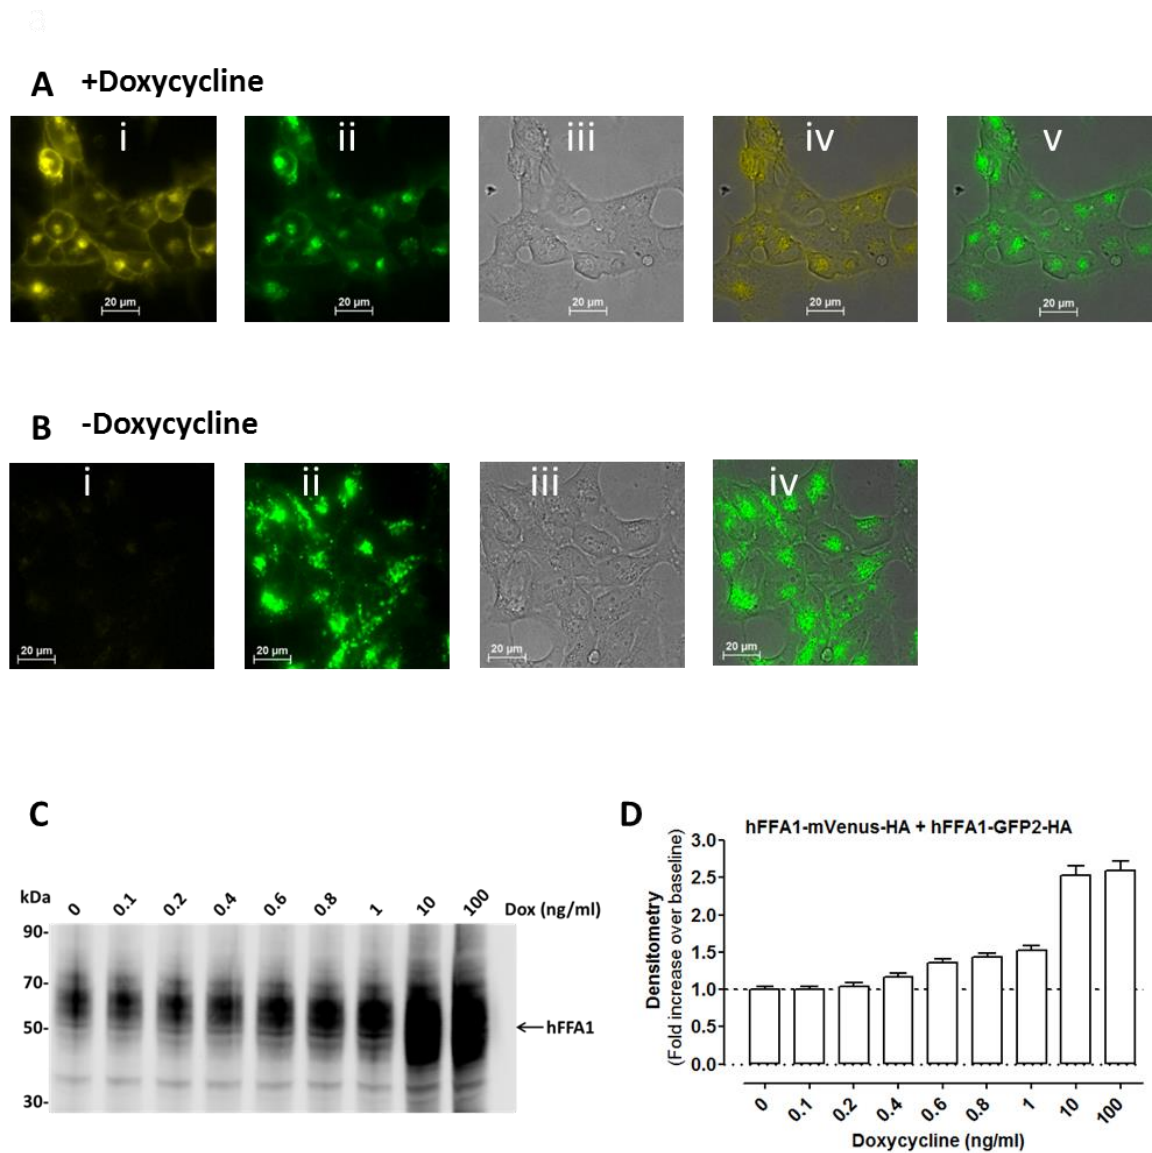 a
A +Doxycycline
i ii iii iv v
20 µm 20 µm 20 µm 20 µm 20 µm
B -Doxycycline
i ii iii iv
20 µm 20 µm 20 µm 20 µm
C
kDa 0 0.1 0.2 0.4 0.6 0.8 1 10 100 Dox (ng/ml)
90-
70-
50-
hFFA1
30-
D
hFFA1-mVenus-HA + hFFA1-GFP2-HA
Densitometry
(Fold increase over baseline)
3.0
2.5
2.0
1.5
1.0
0.5
0.0
0 0.1 0.2 0.4 0.6 0.8 1 10 100
Doxycycline (ng/ml)